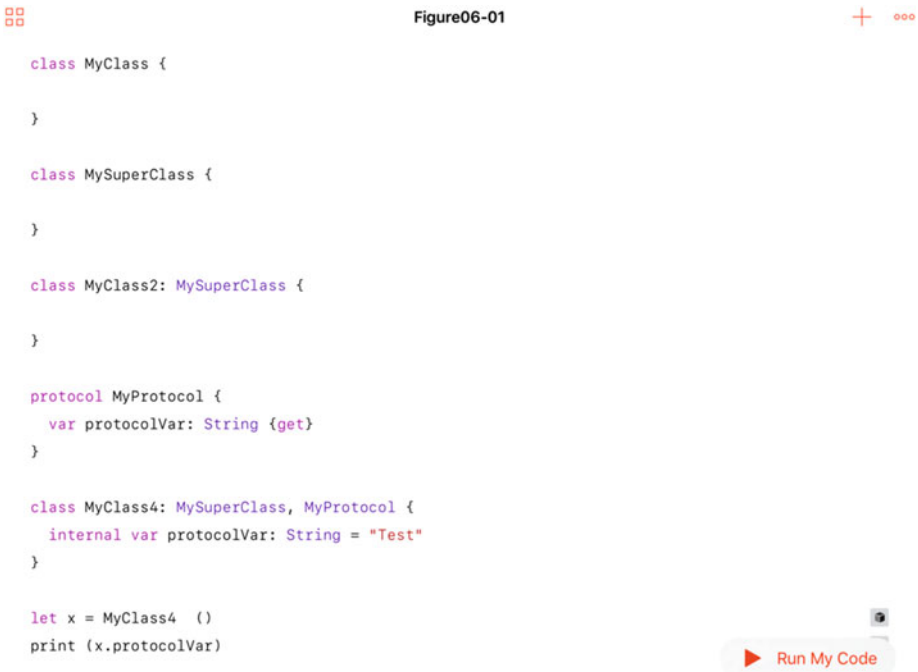 Figure06-01
class MyClass {
}
class MySuperClass {
}
class MyClass2: MySuperClass {
}
protocol MyProtocol {
  var protocolVar: String {get}
}
class MyClass4: MySuperClass, MyProtocol {
  internal var protocolVar: String = "Test"
}
let x = MyClass4  ()
print (x.protocolVar)
Run My Code